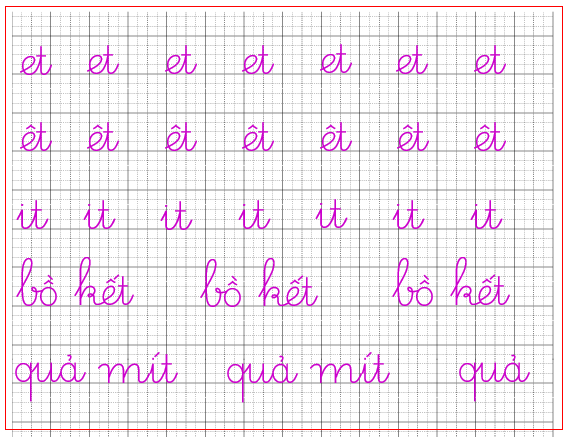 et et et et et et et
êt êt êt êt êt êt êt
it it it it it it it
bồ kết bồ kết bồ kết
quả mít quả mít quả